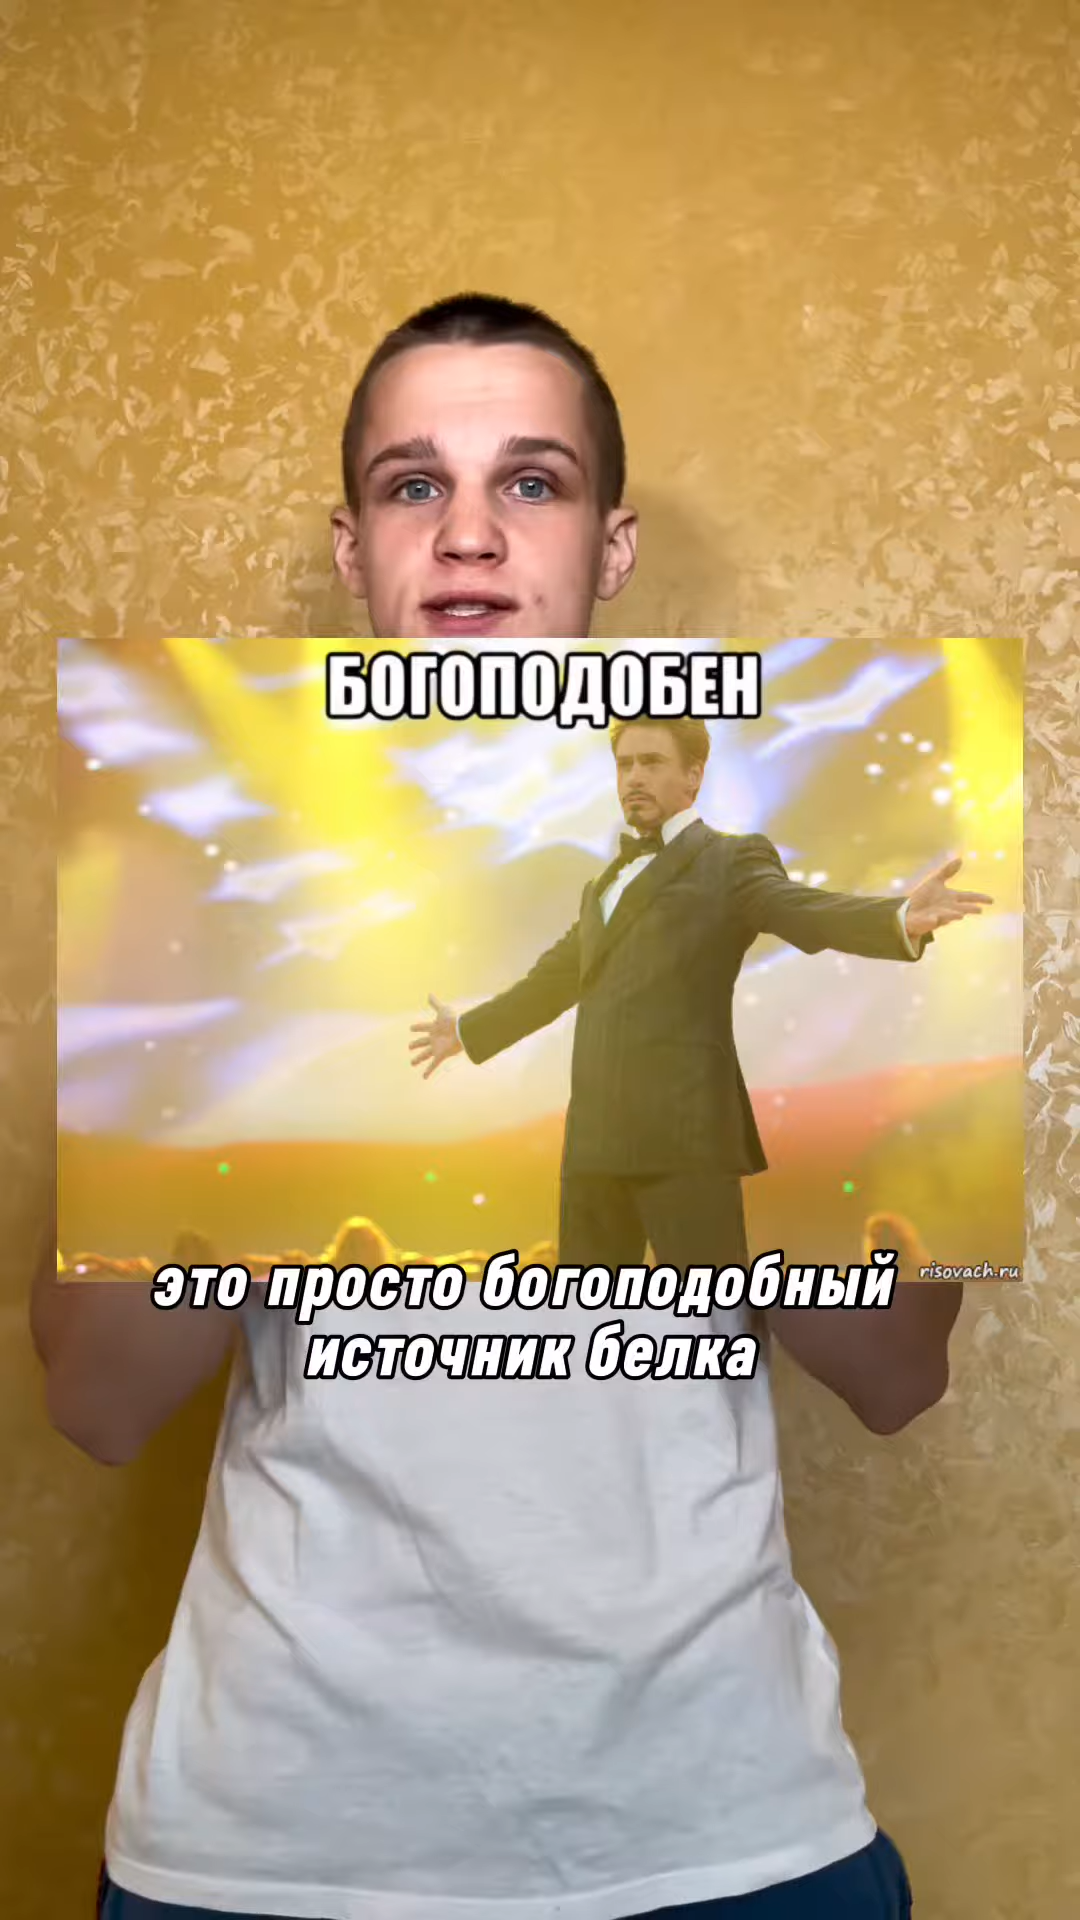 БОГОПОДОБЕН
risovach.ru
это просто богоподобный
источник белка